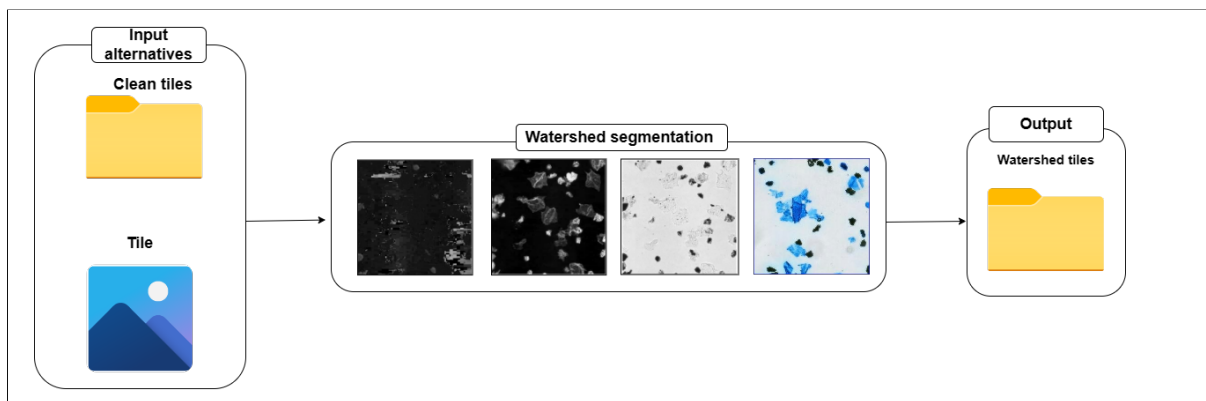 Input
alternatives
Clean tiles
Tile
Watershed segmentation
Output
Watershed tiles